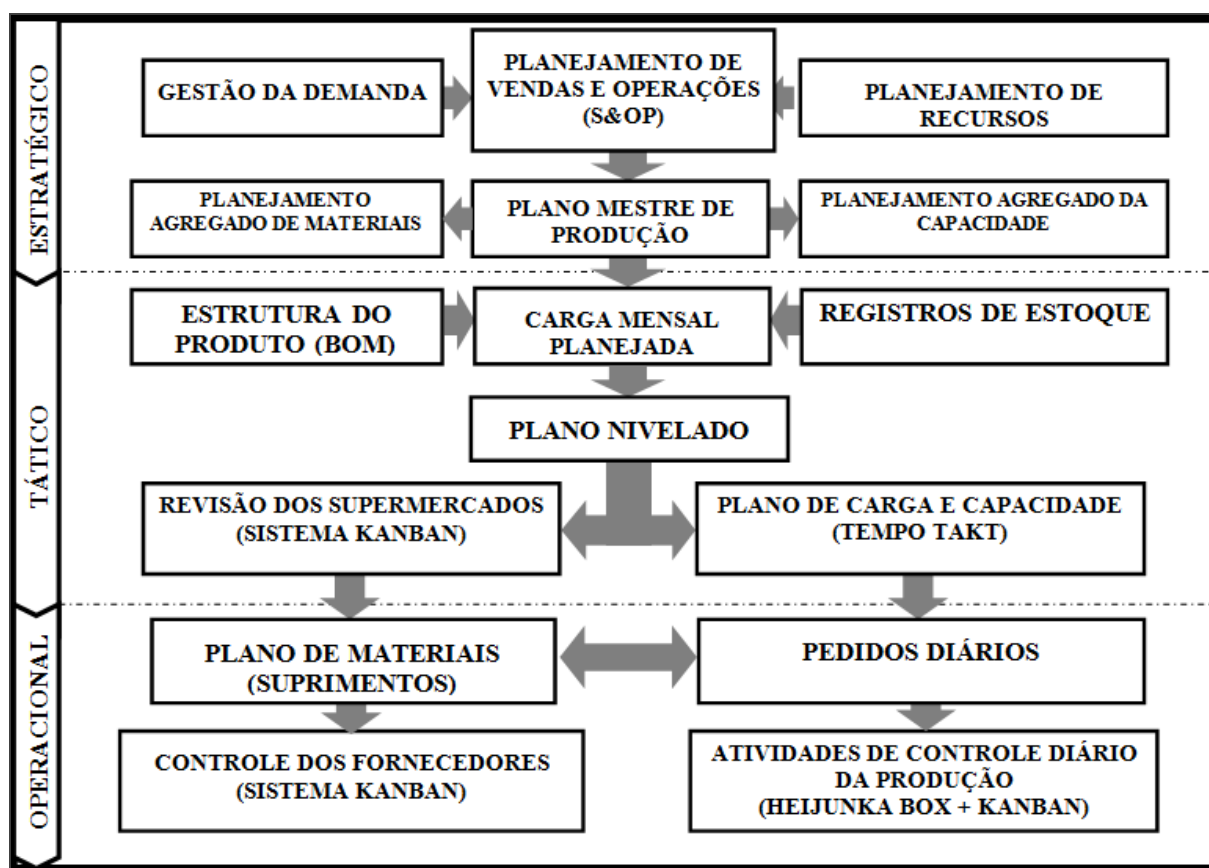 ESTRATÉGICO
GESTÃO DA DEMANDA
PLANEJAMENTO DE
VENDAS E OPERAÇÕES
(S&OP)
PLANEJAMENTO DE
RECURSOS
PLANEJAMENTO
AGREGADO DE MATERIAIS
PLANO MESTRE DE
PRODUÇÃO
PLANEJAMENTO AGREGADO DA
CAPACIDADE
TÁTICO
ESTRUTURA DO
PRODUTO (BOM)
CARGA MENSAL
PLANEJADA
REGISTROS DE ESTOQUE
PLANO NIVELADO
REVISÃO DOS SUPERMERCADOS
(SISTEMA KANBAN)
PLANO DE CARGA E CAPACIDADE
(TEMPO TAKT)
OPERACIONAL
PLANO DE MATERIAIS
(SUPRIMENTOS)
PEDIDOS DIÁRIOS
CONTROLE DOS FORNECEDORES
(SISTEMA KANBAN)
ATIVIDADES DE CONTROLE DIÁRIO
DA PRODUÇÃO
(HEIJUNKA BOX + KANBAN)